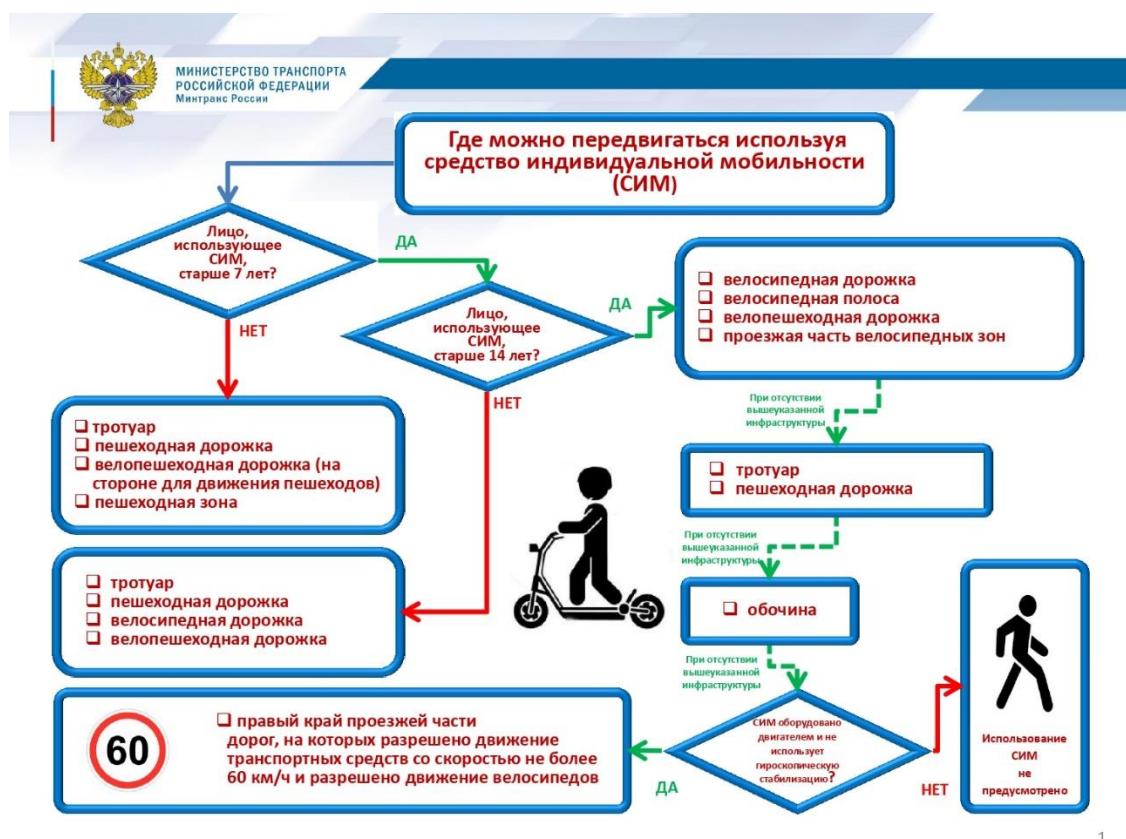 МИНИСТЕРСТВО ТРАНСПОРТА
РОССИЙСКОЙ ФЕДЕРАЦИИ
Минтранс России
Где можно передвигаться используя
средство индивидуальной мобильности
(СИМ)
Лицо,
использующее
СИМ,
старше 7 лет?
ДА
НЕТ
Лицо,
использующее
СИМ,
старше 14 лет?
ДА
НЕТ
велосипедная дорожка
велосипедная полоса
велопешеходная дорожка
проезжая часть велосипедных зон
При отсутствии
вышеуказанной
инфраструктуры
тротуар
пешеходная дорожка
велопешеходная дорожка (на
стороне для движения пешеходов)
пешеходная зона
тротуар
пешеходная дорожка
При отсутствии
вышеуказанной
инфраструктуры
тротуар
пешеходная дорожка
велосипедная дорожка
велопешеходная дорожка
обочина
При отсутствии
вышеуказанной
инфраструктуры
СИМ оборудовано
двигателем и не
использует
гироскопическую
стабилизацию?
ДА
НЕТ
60
правый край проезжей части
дорог, на которых разрешено движение
транспортных средств со скоростью не более
60 км/ч и разрешено движение велосипедов
Использование
СИМ
не
предусмотрено
1